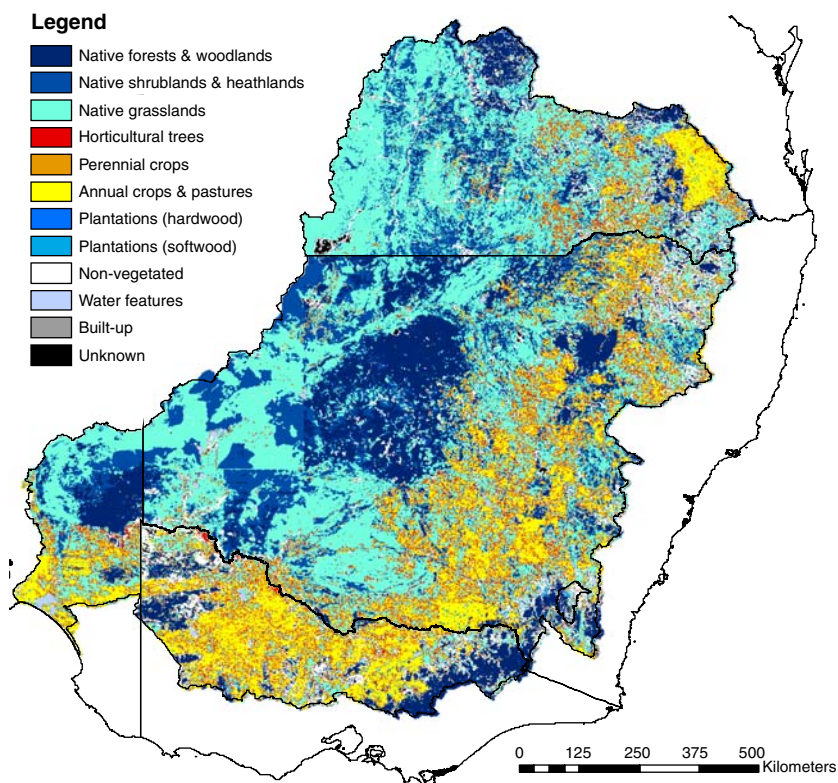 Legend
Native forests & woodlands
Native shrublands & heathlands
Native grasslands
Horticultural trees
Perennial crops
Annual crops & pastures
Plantations (hardwood)
Plantations (softwood)
Non-vegetated
Water features
Built-up
Unknown
0 125 250 375 500
Kilometers